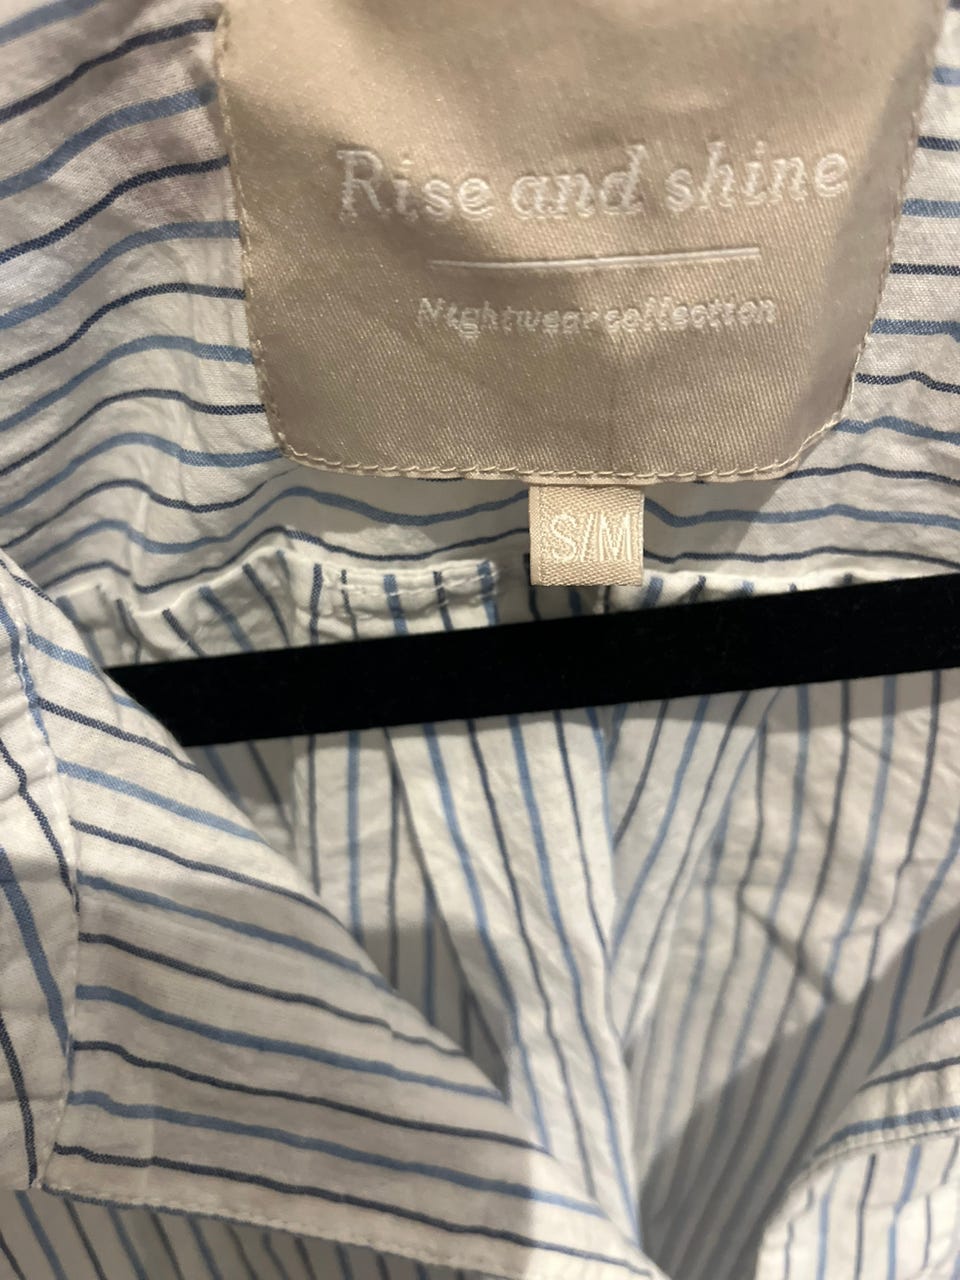 Rise and shine
Nightwear collection
S/M